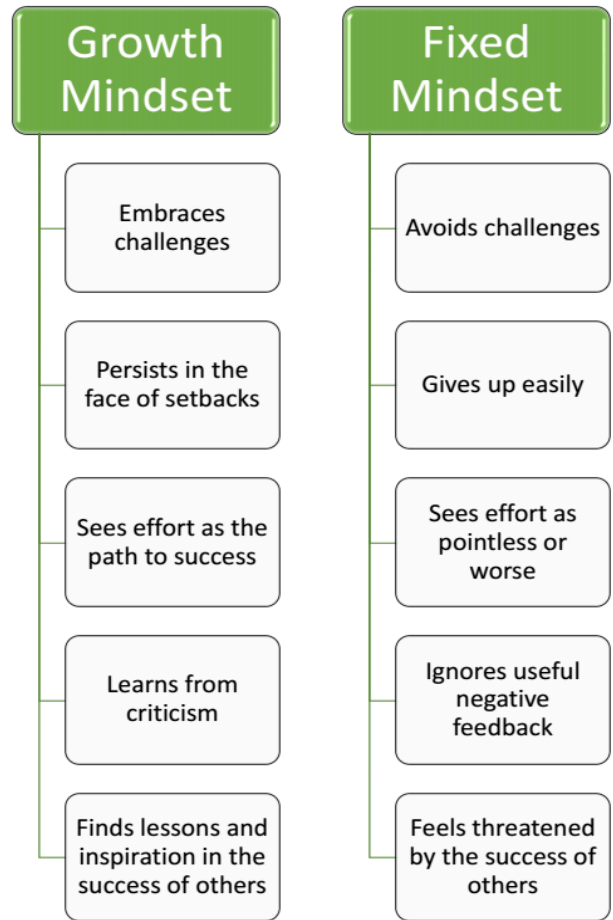 Growth
Mindset
Embraces
challenges
Persists in the
face of setbacks
Sees effort as the
path to success
Learns from
criticism
Finds lessons and
inspiration in the
success of others
Fixed
Mindset
Avoids challenges
Gives up easily
Sees effort as
pointless or
worse
Ignores useful
negative
feedback
Feels threatened
by the success of
others